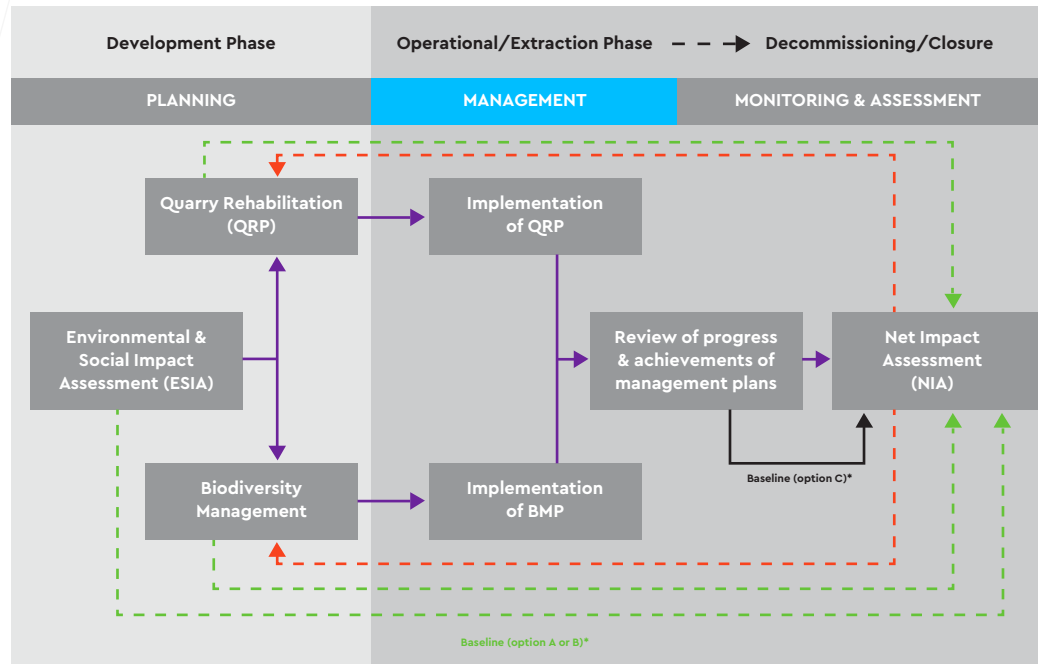 Development Phase
Operational/Extraction Phase
Decommissioning/Closure
PLANNING
MANAGEMENT
MONITORING & ASSESSMENT
Quarry Rehabilitation
(QRP)
Implementation
of QRP
Environmental &
Social Impact
Assessment (ESIA)
Review of progress
& achievements of
management plans
Net Impact
Assessment
(NIA)
Baseline (option C)*
Biodiversity
Management
Implementation
of BMP
Baseline (option A or B)*